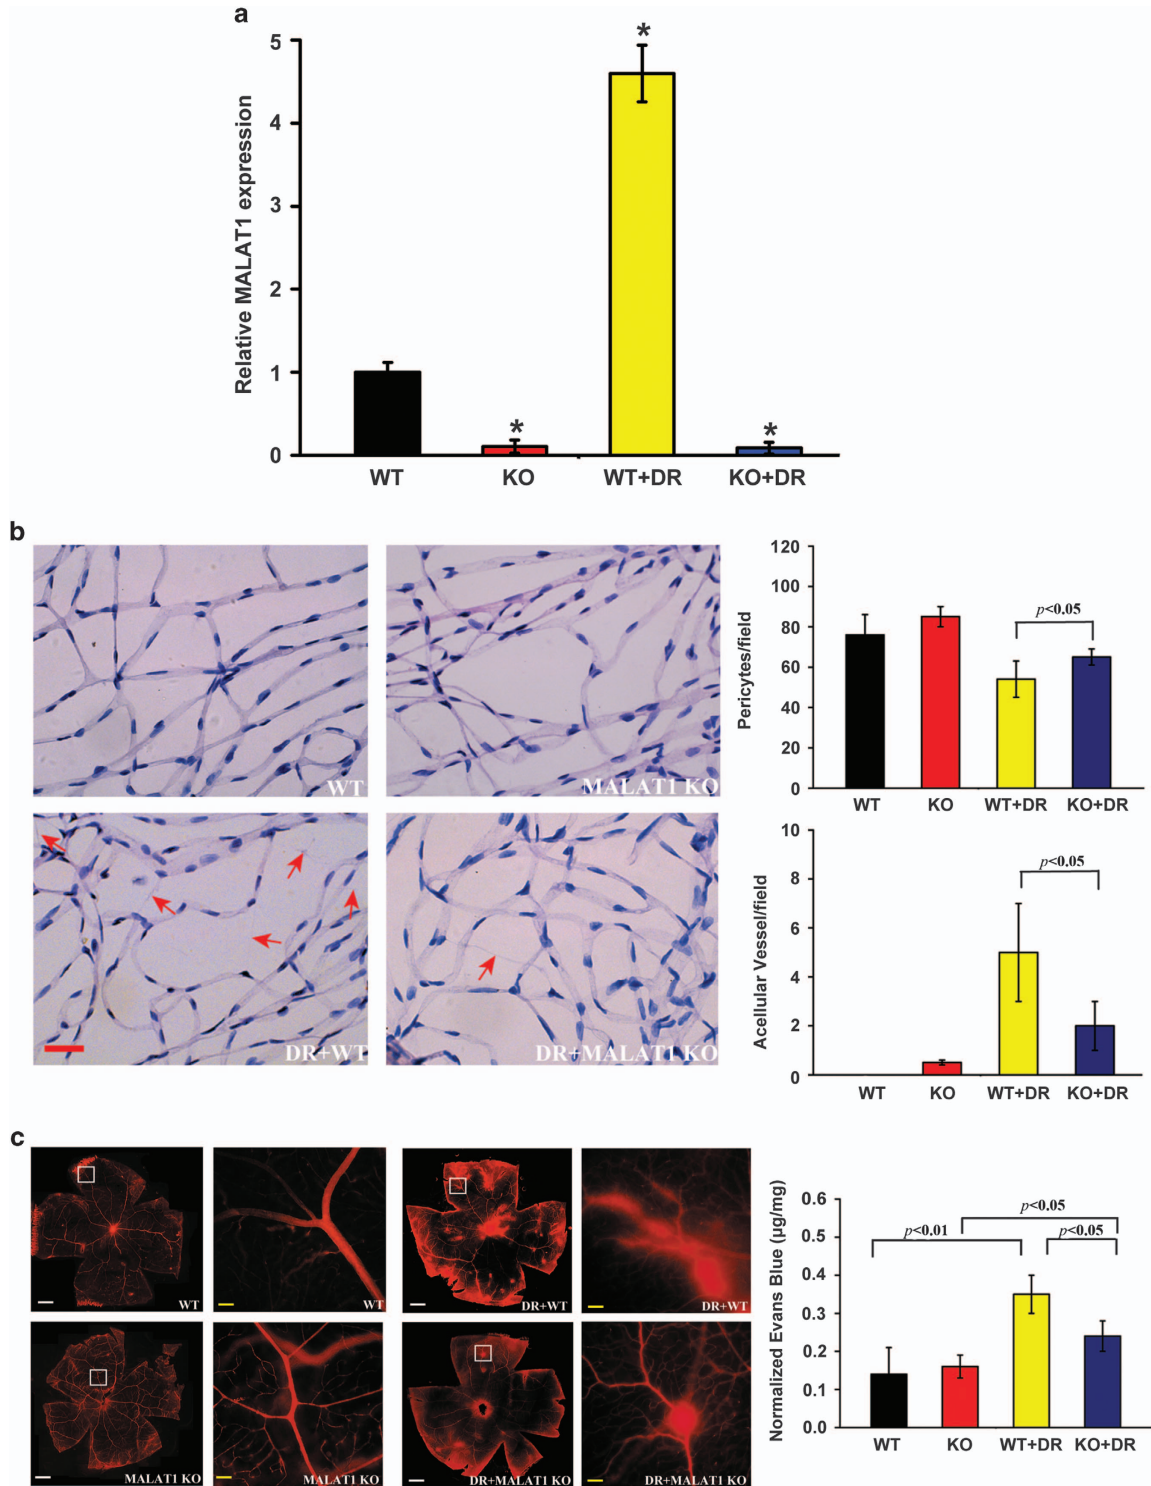 a
5
4
3
2
1
0
Relative MALAT1 expression
*
*
*
WT
KO
WT+DR
KO+DR
b
WT
MALAT1 KO
DR+WT
DR+MALAT1 KO
120
100
80
60
40
20
0
Pericytes/field
p<0.05
WT
KO
WT+DR
KO+DR
10
8
6
4
2
0
Acellular Vessel/field
p<0.05
WT
KO
WT+DR
KO+DR
c
WT
WT
DR+WT
DR+WT
MALAT1 KO
MALAT1 KO
DR+MALAT1 KO
DR+MALAT1 KO
0.6
0.5
0.4
0.3
0.2
0.1
0.0
Normalized Evans Blue (µg/mg)
p<0.05
p<0.01
p<0.05
WT
KO
WT+DR
KO+DR